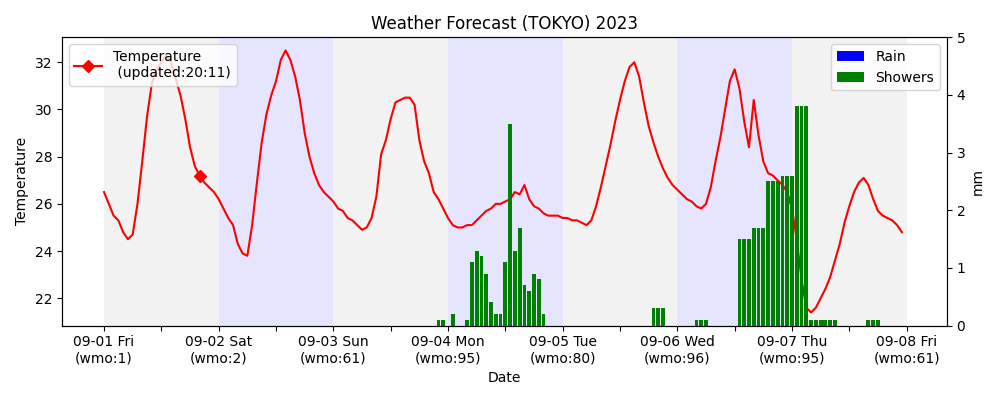 Weather Forecast (TOKYO) 2023
Temperature
(updated:20:11)
Rain
Showers
32
30
28
26
24
22
Temperature
5
4
3
2
1
0
mm
09-01 Fri
(wmo:1)
09-02 Sat
(wmo:2)
09-03 Sun
(wmo:61)
09-04 Mon
(wmo:95)
09-05 Tue
(wmo:80)
09-06 Wed
(wmo:96)
09-07 Thu
(wmo:95)
09-08 Fri
(wmo:61)
Date